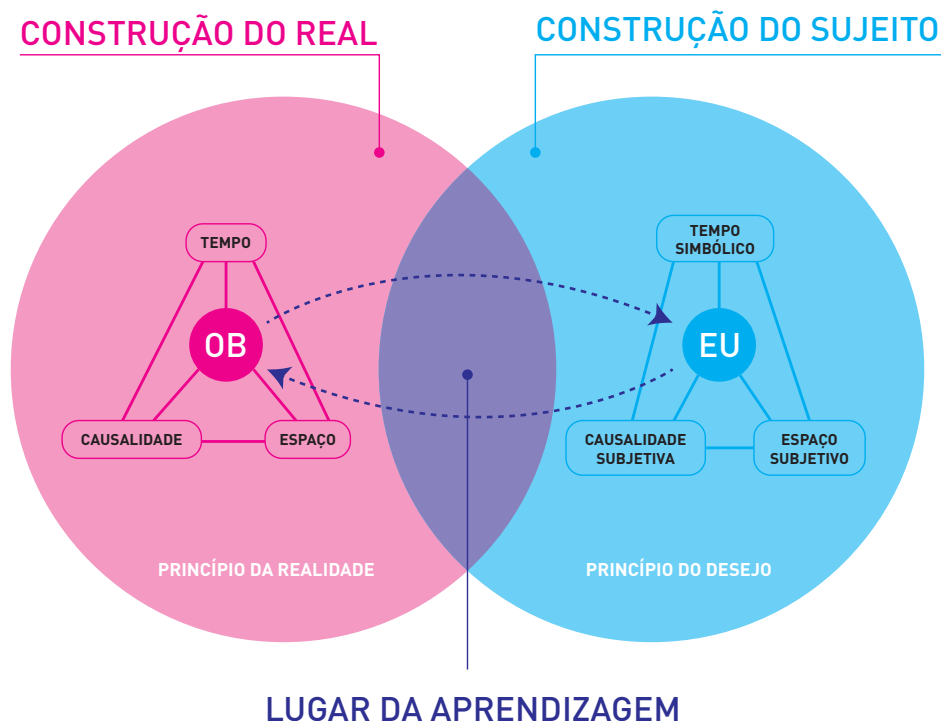 CONSTRUÇÃO DO REAL
CONSTRUÇÃO DO SUJEITO
TEMPO
OB
CAUSALIDADE
ESPAÇO
PRINCÍPIO DA REALIDADE
TEMPO
SIMBÓLICO
EU
CAUSALIDADE
SUBJETIVA
ESPAÇO
SUBJETIVO
PRINCÍPIO DO DESEJO
LUGAR DA APRENDIZAGEM